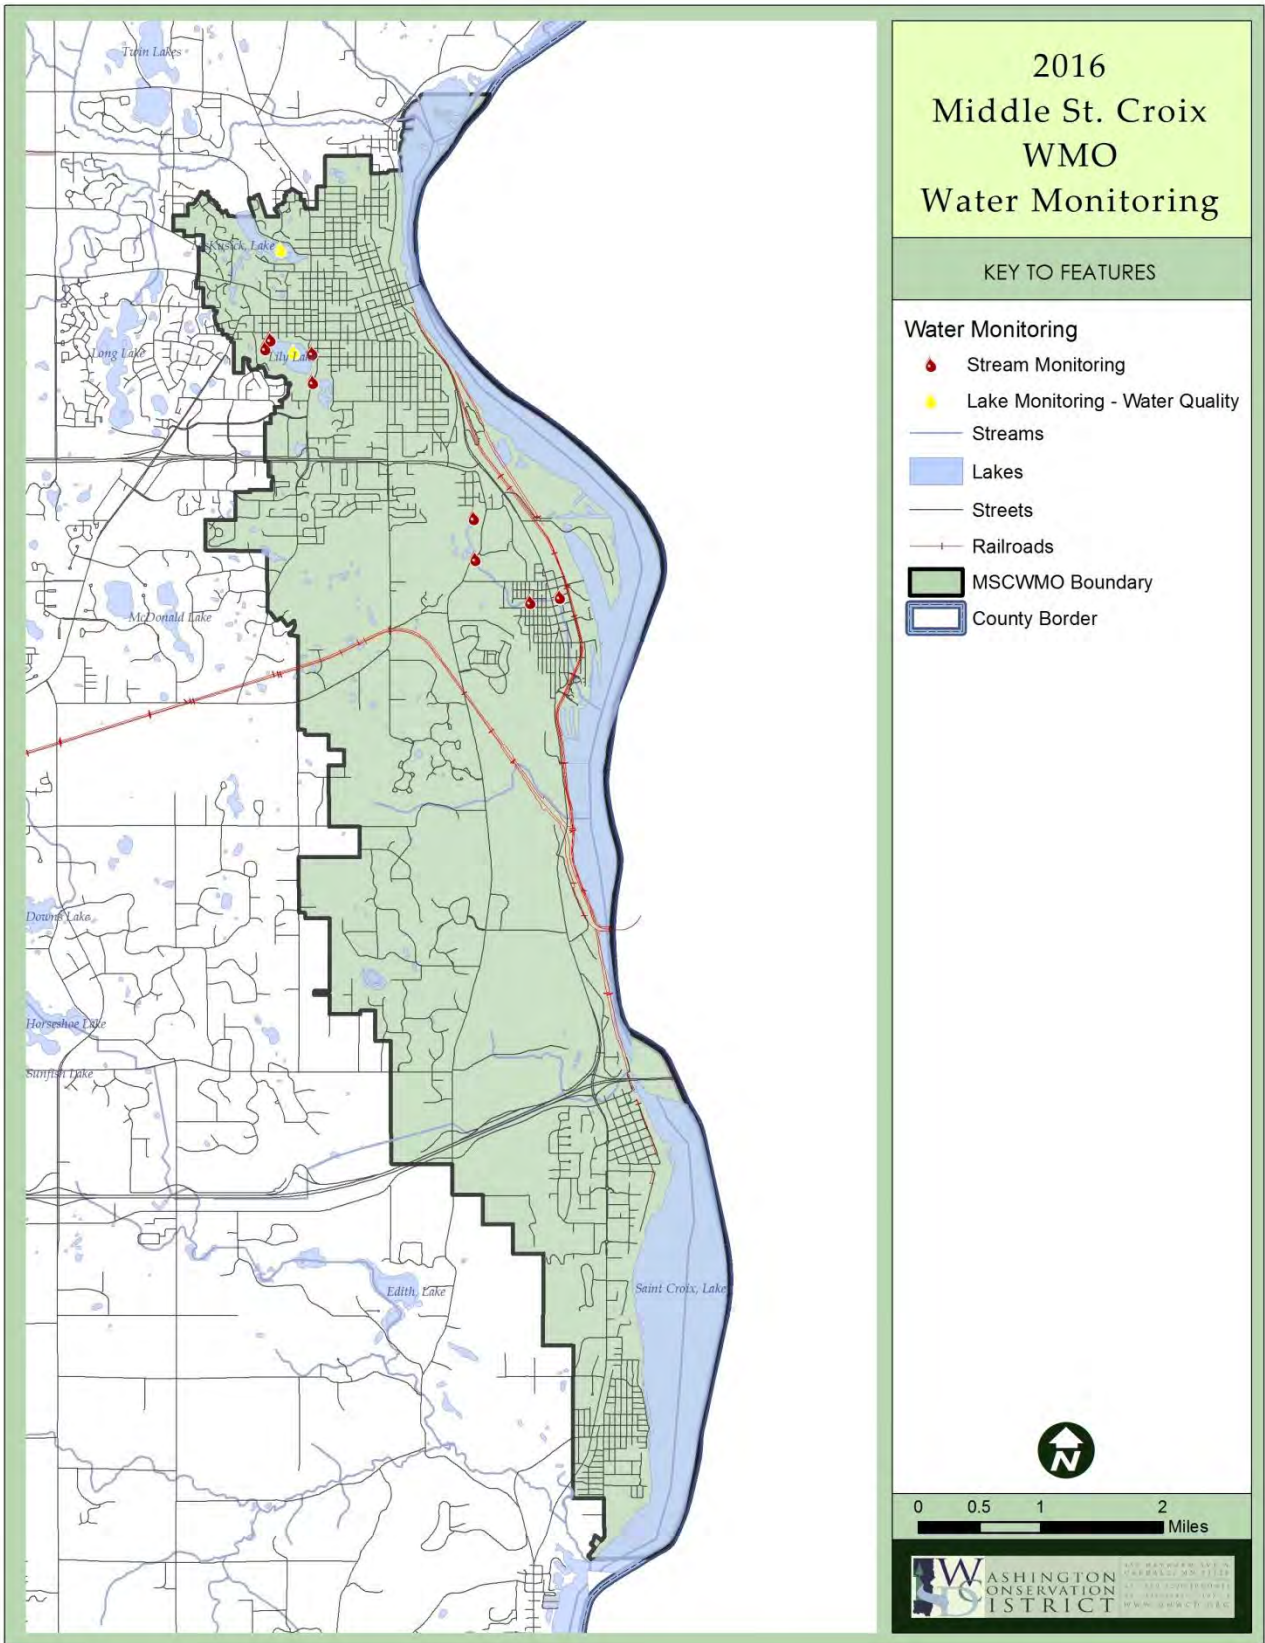 2016
Middle St. Croix
WMO
Water Monitoring
KEY TO FEATURES
Water Monitoring
Stream Monitoring
Lake Monitoring - Water Quality
Streams
Lakes
Streets
Railroads
MSCWMO Boundary
County Border
Twin Lakes
McKusick, Lake
Long Lake
Lily Lake
McDonald Lake
Downs Lake
Horseshoe Lake
Sunfish Lake
Edith, Lake
Saint Croix, Lake
N
0 0.5 1 2
Miles
WASHINGTON
CONSERVATION
DISTRICT